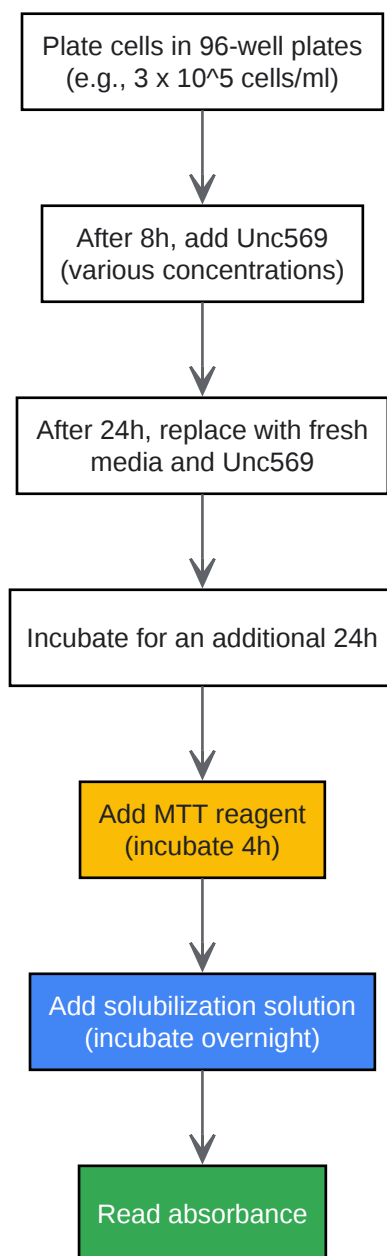 Plate cells in 96-well plates
(e.g., 3 x 10^5 cells/ml)
After 8h, add Unc569
(various concentrations)
After 24h, replace with fresh
media and Unc569
Incubate for an additional 24h
Add MTT reagent
(incubate 4h)
Add solubilization solution
(incubate overnight)
Read absorbance